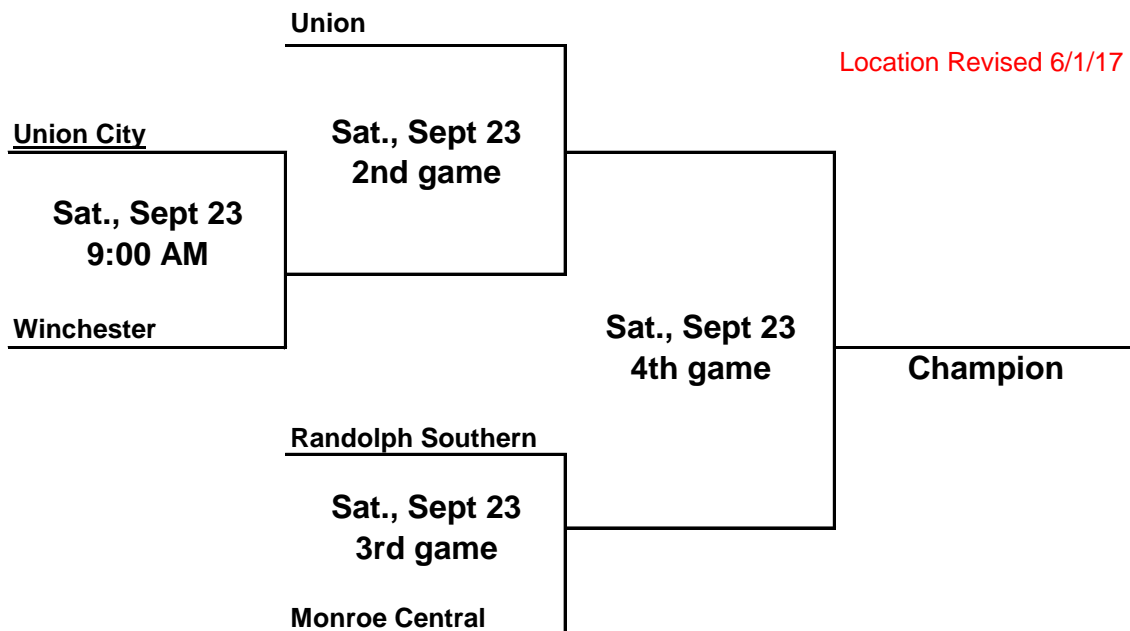 Union
Location Revised 6/1/17
Union City
Sat., Sept 23
2nd game
Sat., Sept 23
9:00 AM
Winchester
Sat., Sept 23
4th game
Champion
Randolph Southern
Sat., Sept 23
3rd game
Monroe Central